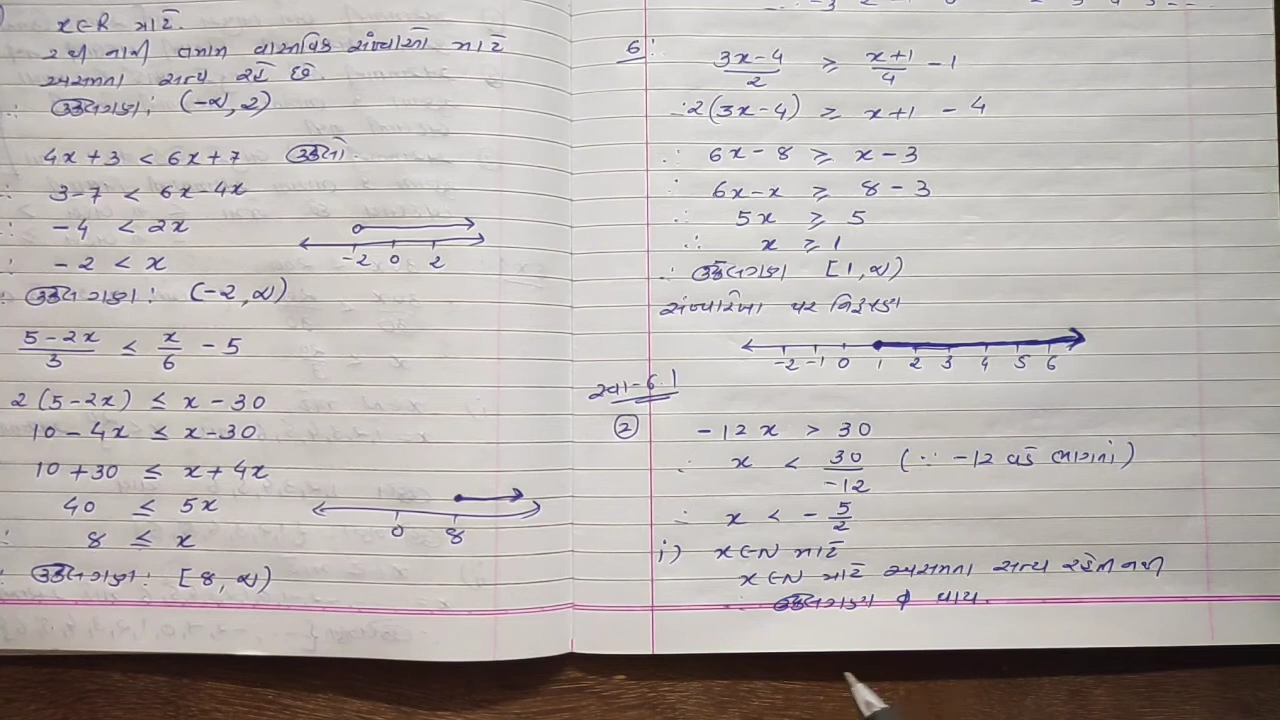 x∈R માટે.
2 થી નાની તમામ વાસ્તવિક સંખ્યાઓ માટે
અસમતા સત્ય રહે છે.
∴ ઉકેલગણ: (-∞, 2)
4x+3 < 6x+7 ઉકેલો.
∴ 3-7 < 6x-4x
∴ -4 < 2x
-2 0 2
∴ -2 < x
∴ ઉકેલગણ: (-2, ∞)
(5-2x)/3 ≤ x/6 - 5
2(5-2x) ≤ x-30
10-4x ≤ x-30
10+30 ≤ x+4x
40 ≤ 5x
0 8
∴ 8 ≤ x
∴ ઉકેલગણ: [8, ∞)
6: (3x-4)/2 ≥ (x+1)/4 - 1
∴ 2(3x-4) ≥ x+1 - 4
∴ 6x-8 ≥ x-3
∴ 6x-x ≥ 8-3
∴ 5x ≥ 5
∴ x ≥ 1
∴ ઉકેલગણ [1, ∞)
સંખ્યારેખા પર નિરૂપણ
-2 -1 0 1 2 3 4 5 6
સ્વા-6.1
② -12x > 30
∴ x < 30/-12 (∵ -12 વડે ભાગતાં)
∴ x < -5/2
i) x∈N માટે
x∈N માટે અસમતા સત્ય રહેતી નથી
∴ ઉકેલગણ ϕ થાય.